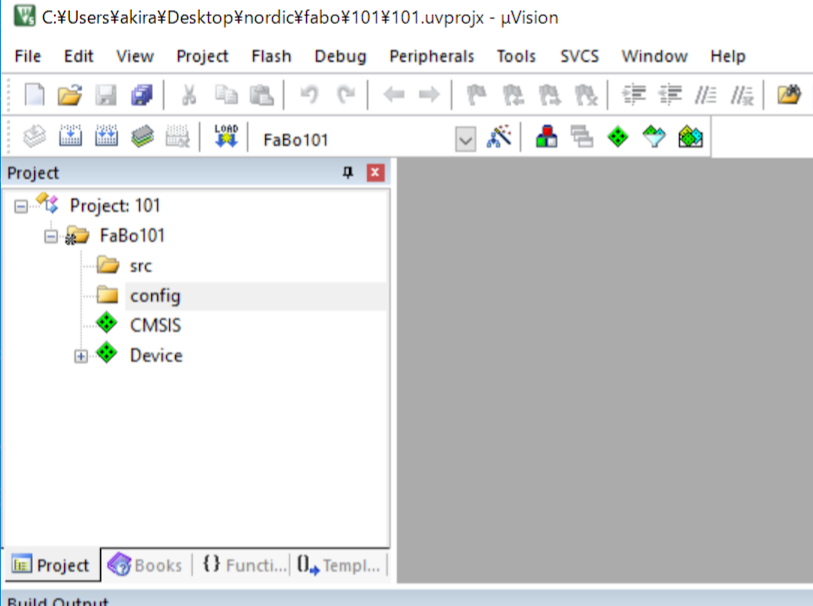 C:¥Users¥akira¥Desktop¥nordic¥fabo¥101¥101.uvprojx - µVision
File Edit View Project Flash Debug Peripherals Tools SVCS Window Help
LOAD FaBo101
Project
Project: 101
FaBo101
src
config
CMSIS
Device
Project Books {} Functi... () Templ...
Build Output